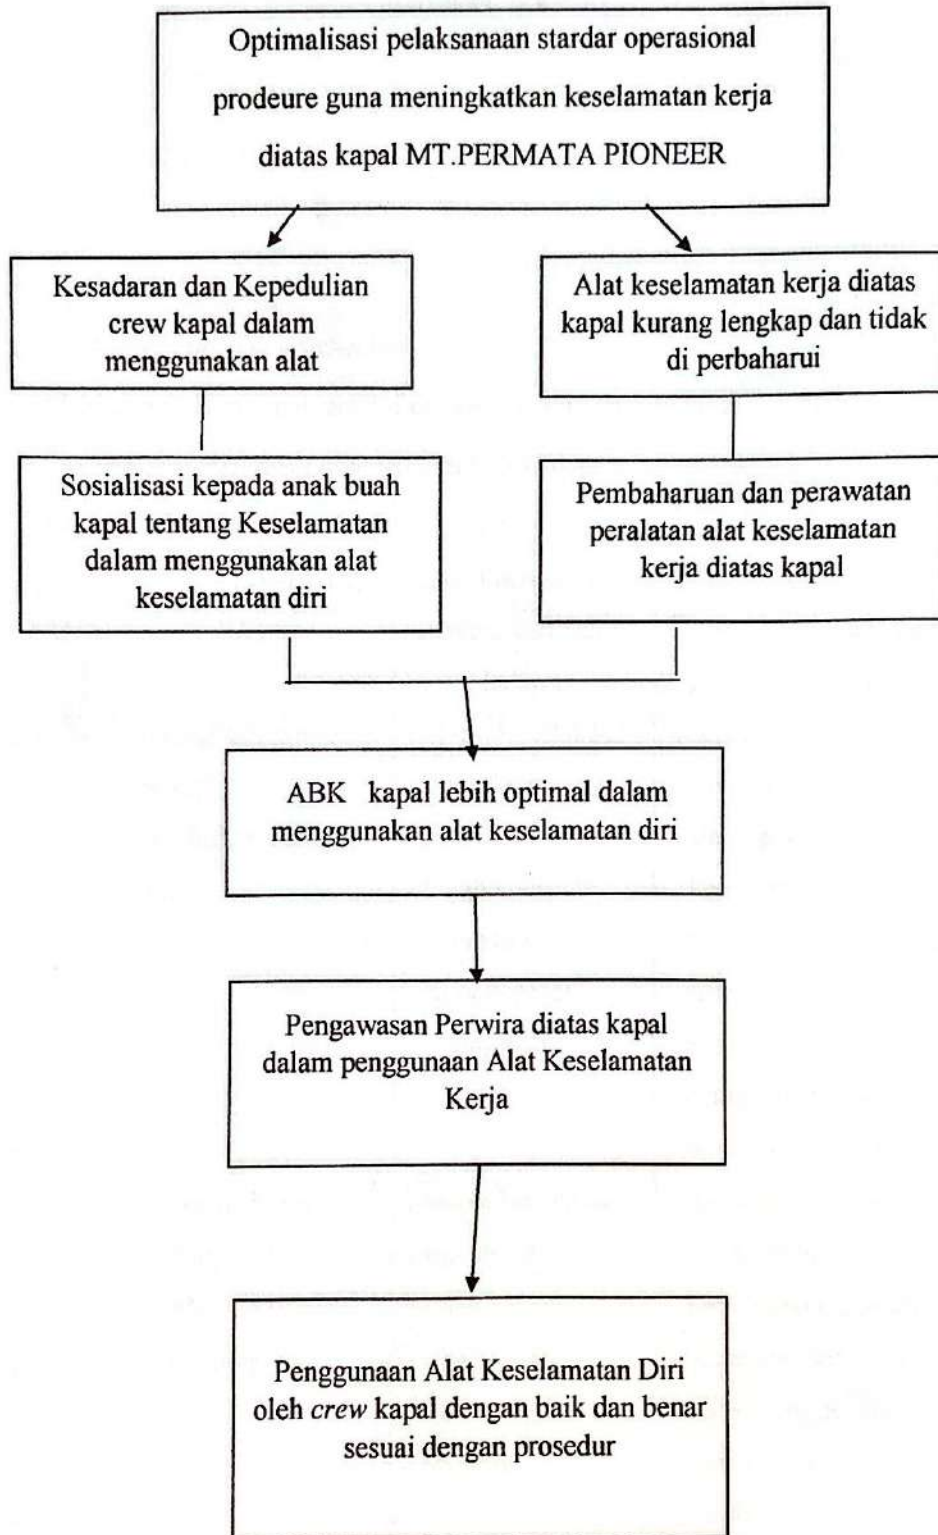 Optimalisasi pelaksanaan stardar operasional
prodeure guna meningkatkan keselamatan kerja
diatas kapal MT.PERMATA PIONEER
Kesadaran dan Kepedulian
crew kapal dalam
menggunakan alat
Alat keselamatan kerja diatas
kapal kurang lengkap dan tidak
di perbaharui
Sosialisasi kepada anak buah
kapal tentang Keselamatan
dalam menggunakan alat
keselamatan diri
Pembaharuan dan perawatan
peralatan alat keselamatan
kerja diatas kapal
ABK kapal lebih optimal dalam
menggunakan alat keselamatan diri
Pengawasan Perwira diatas kapal
dalam penggunaan Alat Keselamatan
Kerja
Penggunaan Alat Keselamatan Diri
oleh crew kapal dengan baik dan benar
sesuai dengan prosedur